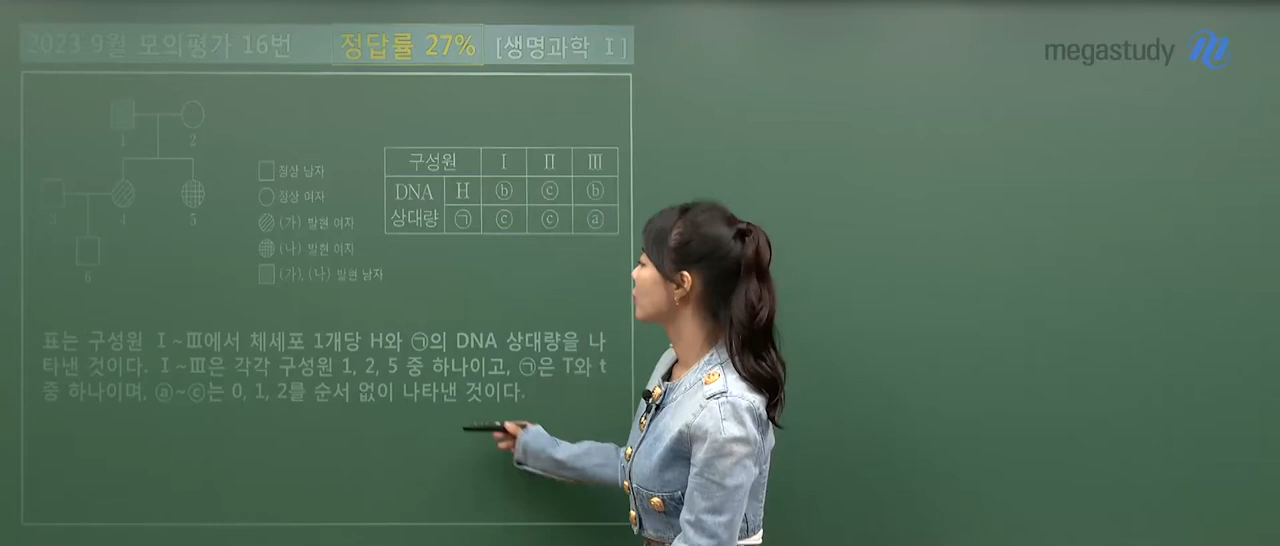 2023 9월 모의평가 16번 정답률 27% [생명과학 Ⅰ]
megastudy
1 2
3 4 5
6
정상 남자
정상 여자
(가) 발현 여자
(나) 발현 여자
(가), (나) 발현 남자
구성원 Ⅰ Ⅱ Ⅲ
DNA 상대량 H ⓑ ⓒ ⓑ
㉠ ⓒ ⓒ ⓐ
표는 구성원 Ⅰ~Ⅲ에서 체세포 1개당 H와 ㉠의 DNA 상대량을 나
타낸 것이다. Ⅰ~Ⅲ은 각각 구성원 1, 2, 5 중 하나이고, ㉠은 T와 t
중 하나이며, ⓐ~ⓒ는 0, 1, 2를 순서 없이 나타낸 것이다.